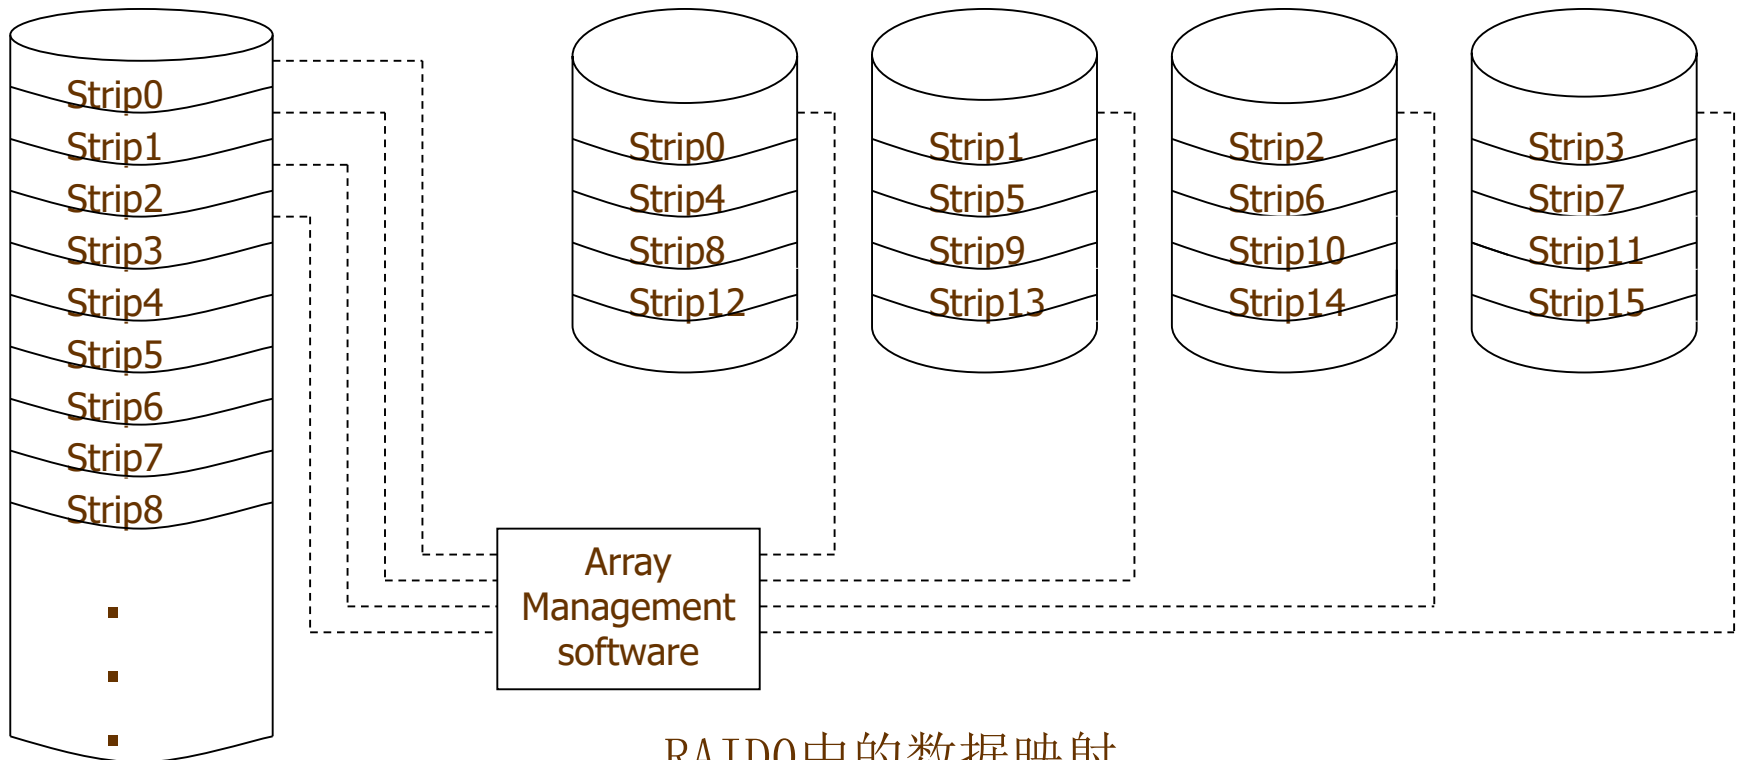 Strip0
Strip1
Strip2
Strip3
Strip4
Strip5
Strip6
Strip7
Strip8
Strip0
Strip4
Strip8
Strip12
Strip1
Strip5
Strip9
Strip13
Strip2
Strip6
Strip10
Strip14
Strip3
Strip7
Strip11
Strip15
Array
Management
software
RAID0中的数据映射